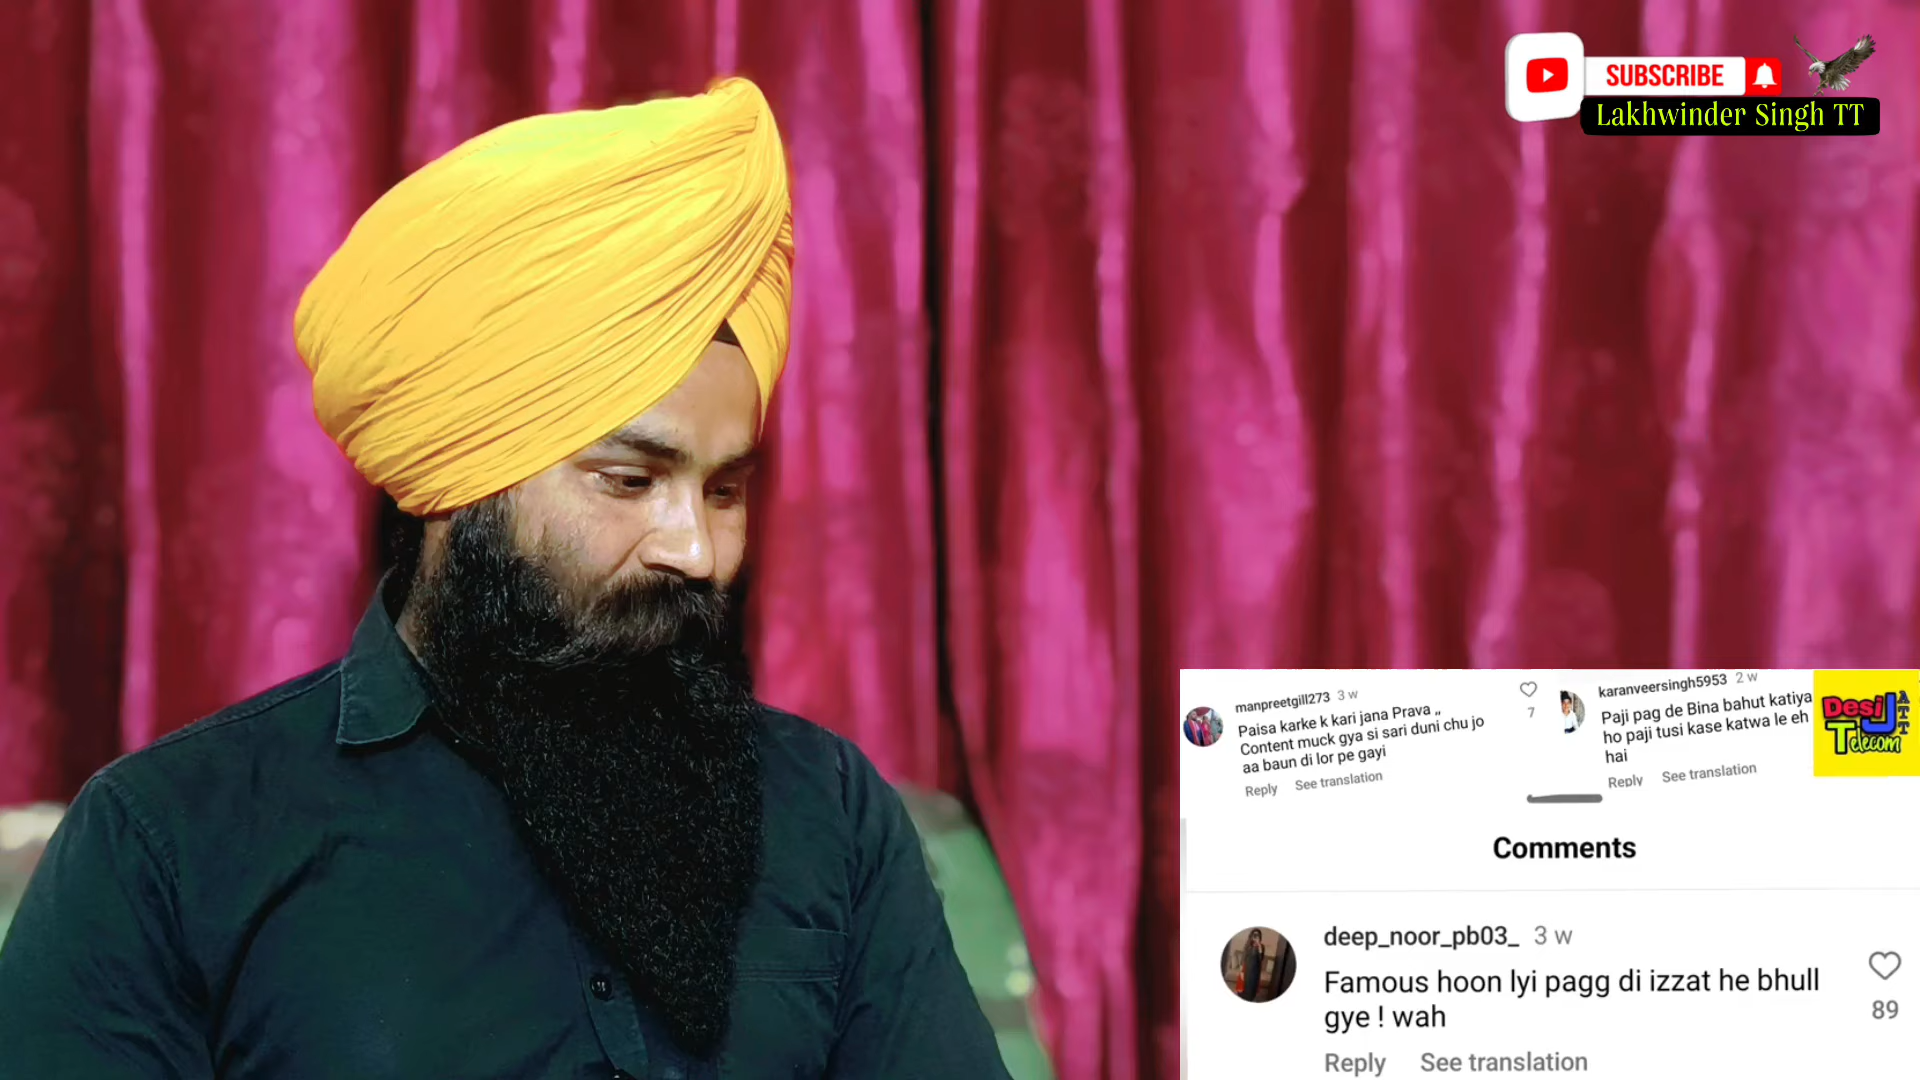 SUBSCRIBE
Lakhwinder Singh TT
manpreetgill273 3 w
Paisa karke k kari jana Prava ,,
Content muck gya si sari duni chu jo
aa baun di lor pe gayi
Reply See translation
7
karanveersingh5953 2 w
Paji pag de Bina bahut katiya
ho paji tusi kase katwa le eh
hai
Reply See translation
Desi JATT
Telecom
Comments
deep_noor_pb03_ 3 w
Famous hoon lyi pagg di izzat he bhull
gye ! wah
89
Reply See translation